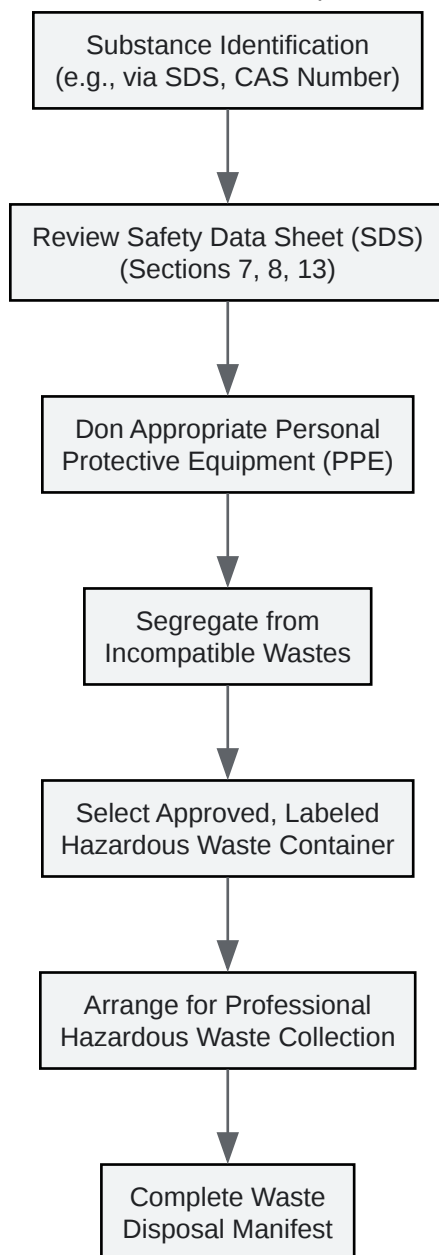 Substance Identification
(e.g., via SDS, CAS Number)
Review Safety Data Sheet (SDS)
(Sections 7, 8, 13)
Don Appropriate Personal
Protective Equipment (PPE)
Segregate from
Incompatible Wastes
Select Approved, Labeled
Hazardous Waste Container
Arrange for Professional
Hazardous Waste Collection
Complete Waste
Disposal Manifest